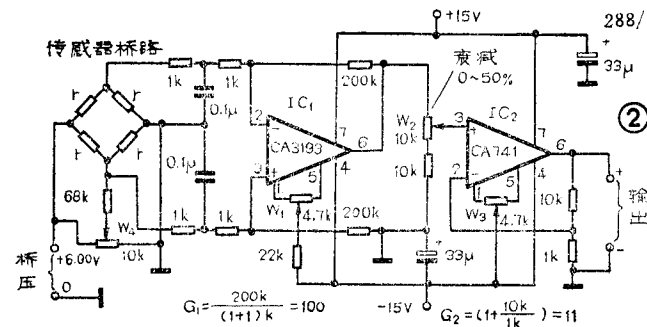 +15V
288/
传感器桥路
1k
1k
200k
+
33μ
衰减
0~50%
r
r
0.1μ
IC₁
W₂
IC₂
②
2
−
7
6
CA3193
10k
3
+
CA741
7
6
r
r
0.1μ
3
+
1
5
4
10k
2
−
1
5
4
+
68k
W₁
4.7k
W₃
4.7k
10k
输出
W₄
1k
1k
200k
+
−
桥压
+6.00V
10k
22k
33μ
1k
0
G₁=200k/(1+1)k=100
−15V
G₂=(1+10k/1k)=11